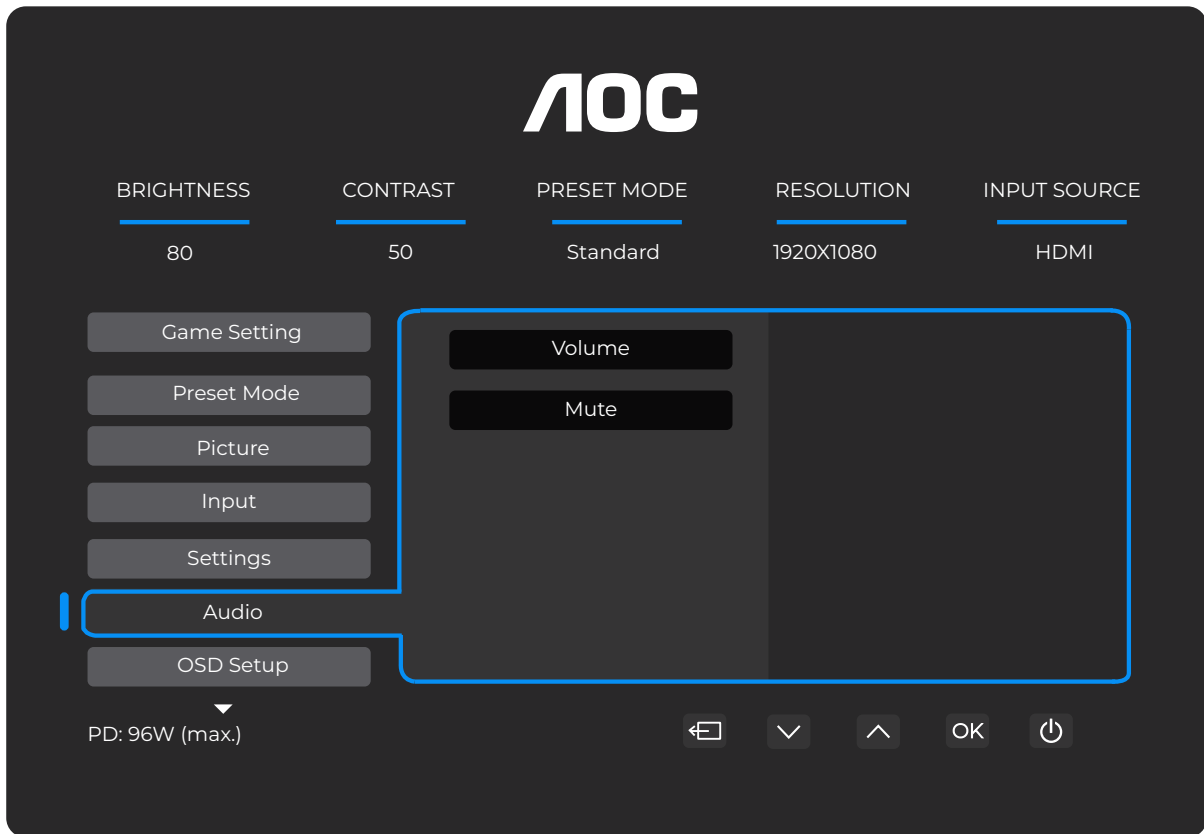 AOC
BRIGHTNESS CONTRAST PRESET MODE RESOLUTION INPUT SOURCE
80 50 Standard 1920X1080 HDMI
Game Setting
Preset Mode
Picture
Input
Settings
Audio
OSD Setup
Volume
Mute
PD: 96W (max.)
OK